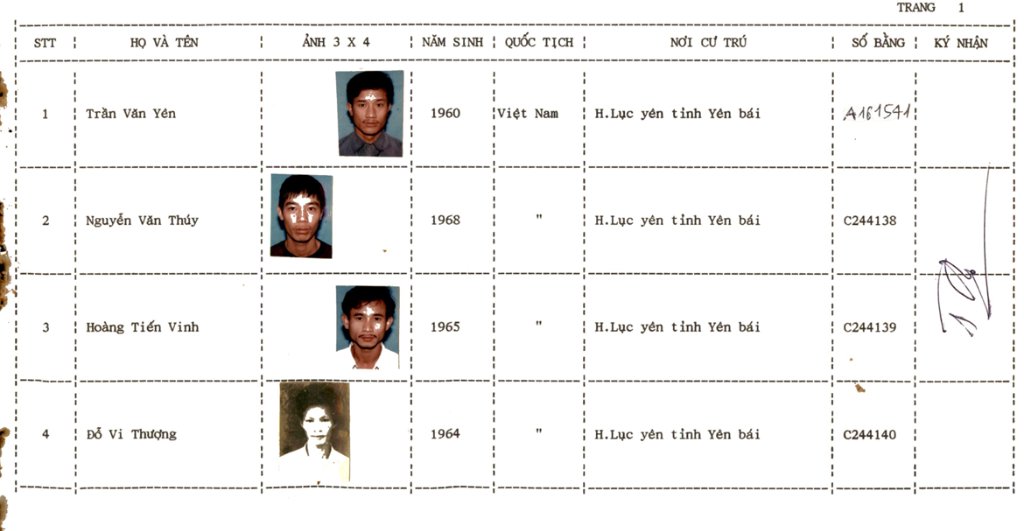 TRANG 1
STT HỌ VÀ TÊN ẢNH 3 X 4 NĂM SINH QUỐC TỊCH NƠI CƯ TRÚ SỐ BẰNG KÝ NHẬN
1 Trần Văn Yên 1960 Việt Nam H.Lục yên tỉnh Yên bái A161541
2 Nguyễn Văn Thúy 1968 " H.Lục yên tỉnh Yên bái C244138
3 Hoàng Tiến Vinh 1965 " H.Lục yên tỉnh Yên bái C244139
4 Đỗ Vi Thượng 1964 " H.Lục yên tỉnh Yên bái C244140